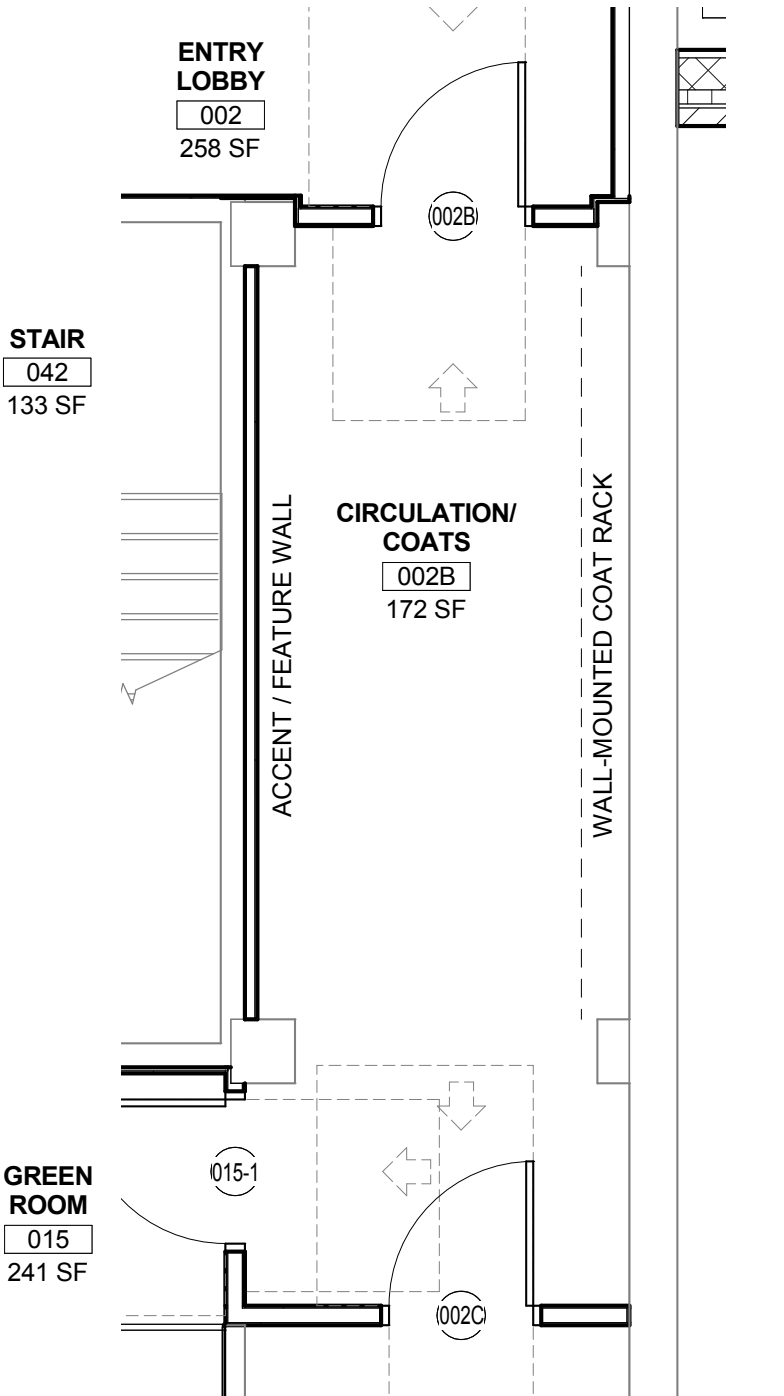 ENTRY
LOBBY
002
258 SF
002B
STAIR
042
133 SF
ACCENT / FEATURE WALL
CIRCULATION/
COATS
002B
172 SF
WALL-MOUNTED COAT RACK
015-1
GREEN
ROOM
015
241 SF
002C